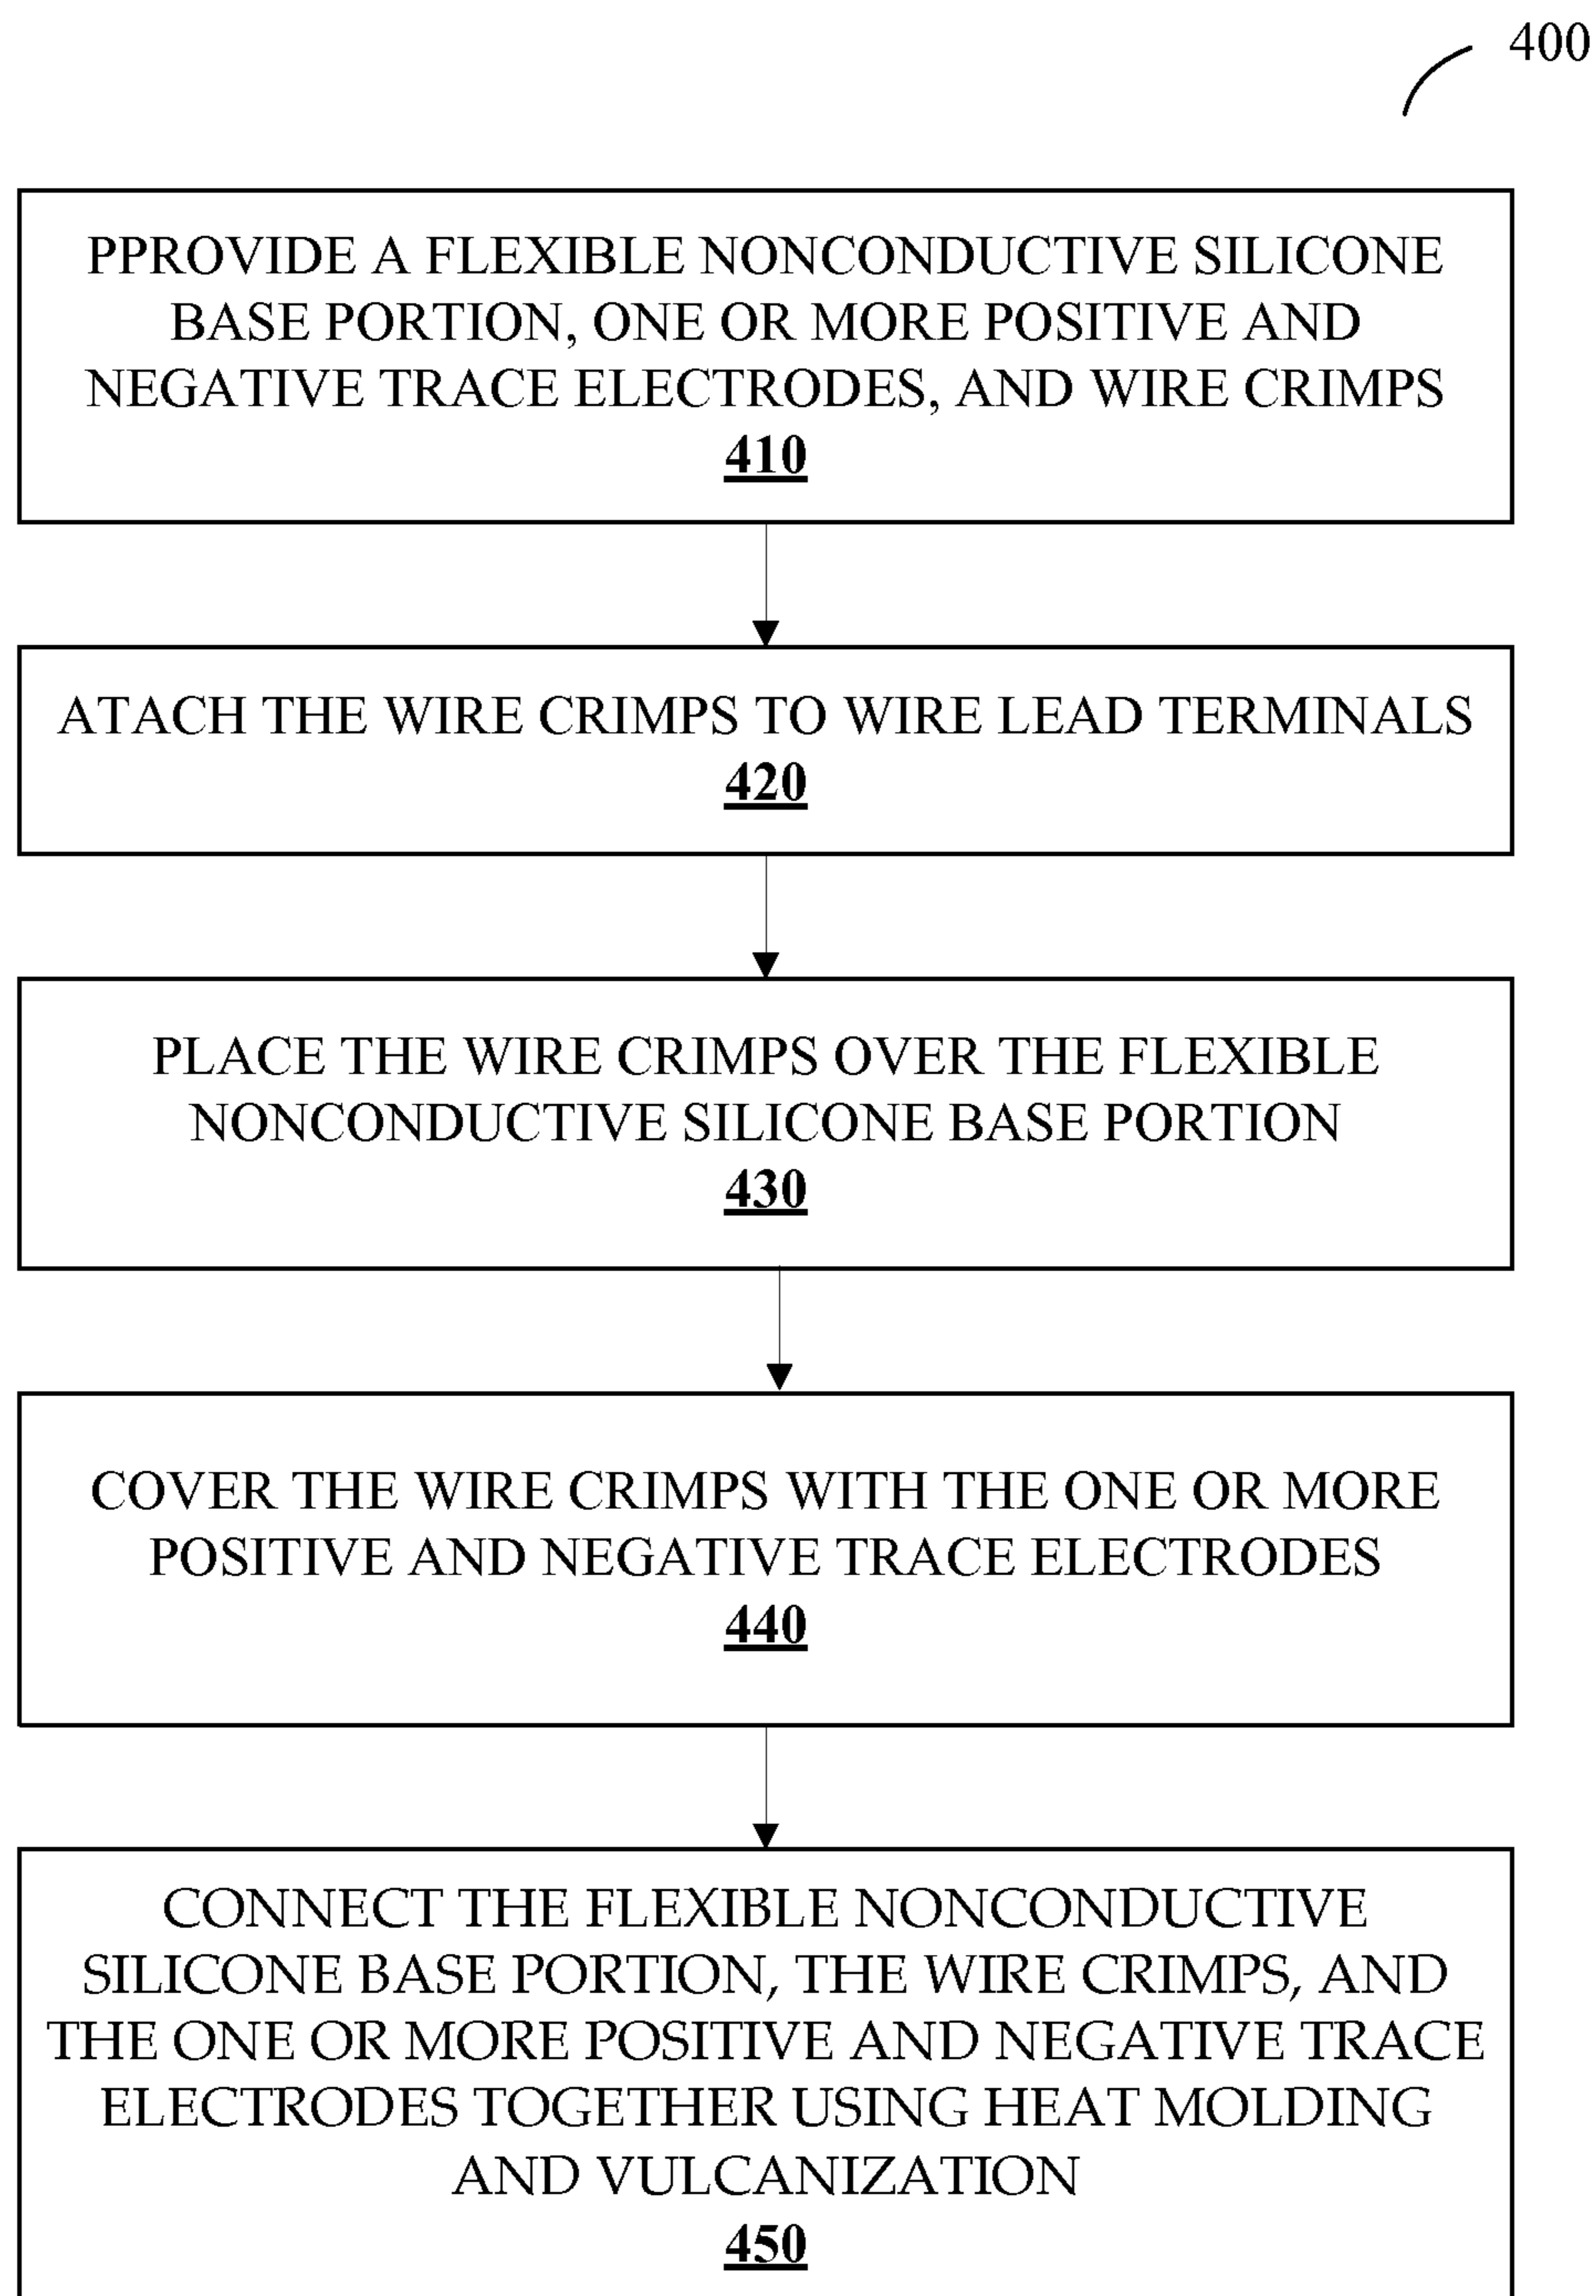 400
PPROVIDE A FLEXIBLE NONCONDUCTIVE SILICONE
BASE PORTION, ONE OR MORE POSITIVE AND
NEGATIVE TRACE ELECTRODES, AND WIRE CRIMPS
410
ATACH THE WIRE CRIMPS TO WIRE LEAD TERMINALS
420
PLACE THE WIRE CRIMPS OVER THE FLEXIBLE
NONCONDUCTIVE SILICONE BASE PORTION
430
COVER THE WIRE CRIMPS WITH THE ONE OR MORE
POSITIVE AND NEGATIVE TRACE ELECTRODES
440
CONNECT THE FLEXIBLE NONCONDUCTIVE
SILICONE BASE PORTION, THE WIRE CRIMPS, AND
THE ONE OR MORE POSITIVE AND NEGATIVE TRACE
ELECTRODES TOGETHER USING HEAT MOLDING
AND VULCANIZATION
450